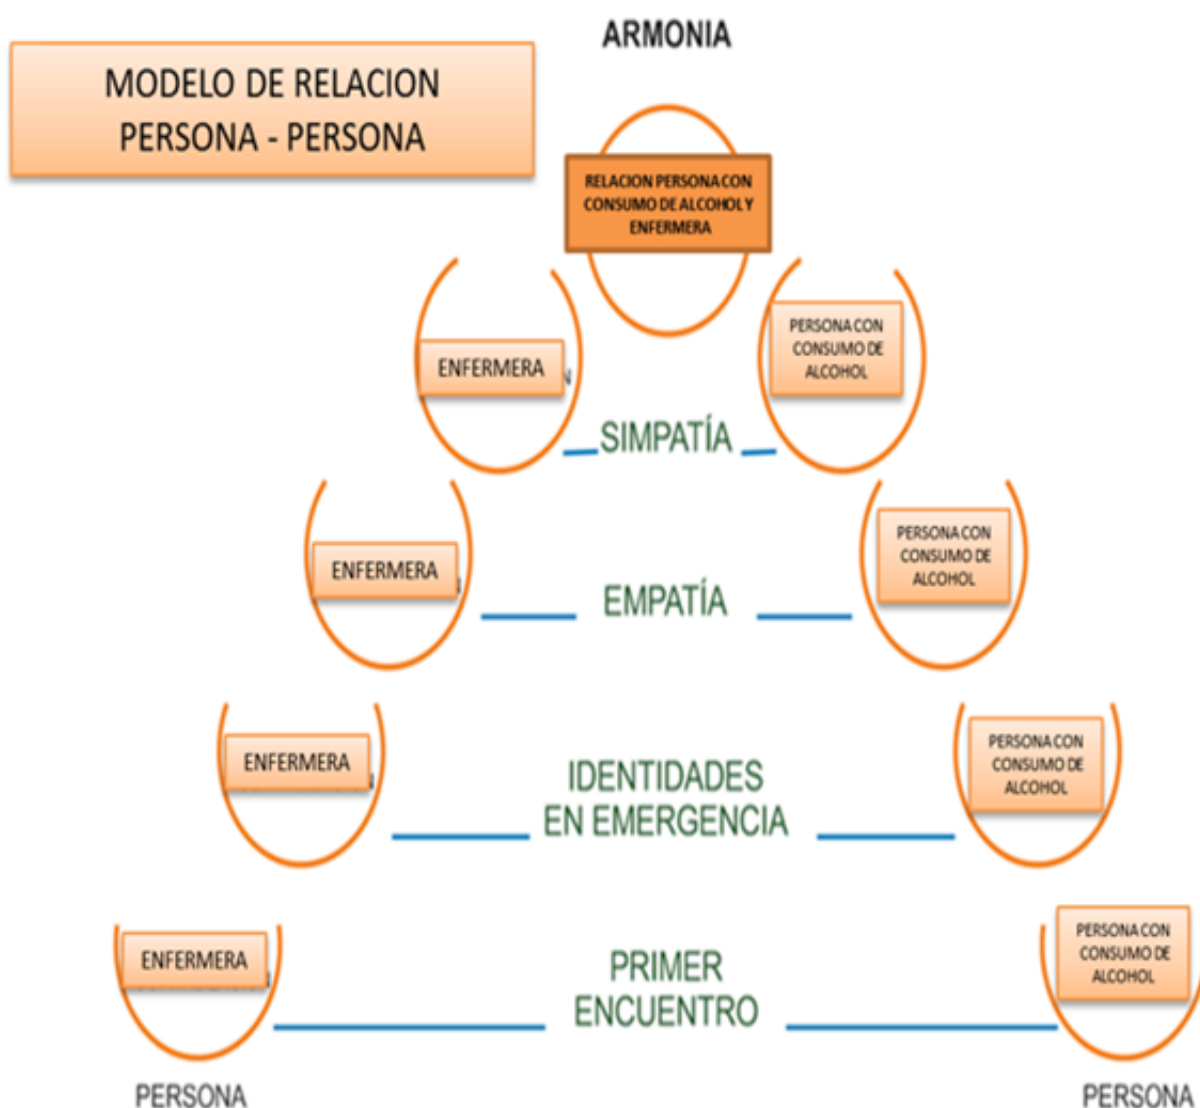 ARMONIA
MODELO DE RELACION
PERSONA - PERSONA
RELACION PERSONA CON
CONSUMO DE ALCOHOL Y
ENFERMERA
ENFERMERA
PERSONA CON
CONSUMO DE
ALCOHOL
SIMPATÍA
ENFERMERA
PERSONA CON
CONSUMO DE
ALCOHOL
EMPATÍA
ENFERMERA
PERSONA CON
CONSUMO DE
ALCOHOL
IDENTIDADES
EN EMERGENCIA
ENFERMERA
PERSONA CON
CONSUMO DE
ALCOHOL
PRIMER
ENCUENTRO
PERSONA
PERSONA